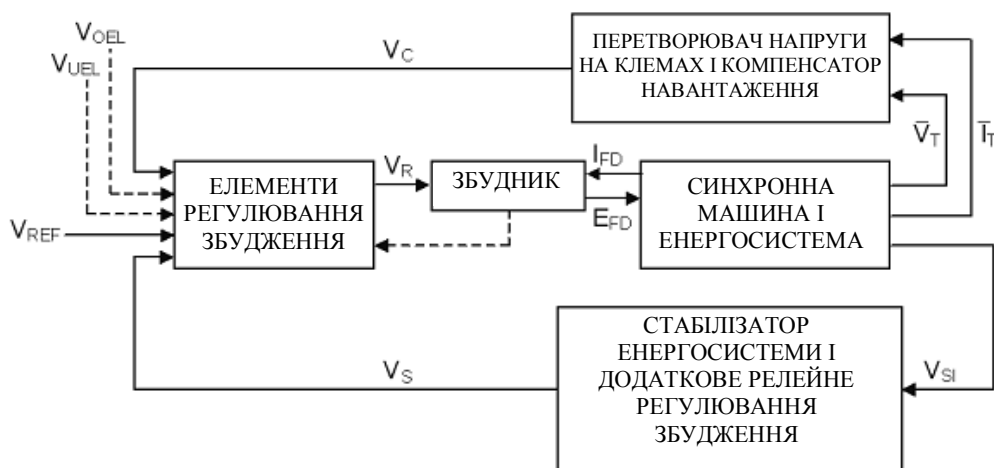 V_OEL
V_UEL
V_C
ПЕРЕТВОРЮВАЧ НАПРУГИ
НА КЛЕМАХ І КОМПЕНСАТОР
НАВАНТАЖЕННЯ
V̅_T
I̅_T
V_REF
ЕЛЕМЕНТИ
РЕГУЛЮВАННЯ
ЗБУДЖЕННЯ
V_R
ЗБУДНИК
I_FD
E_FD
СИНХРОННА
МАШИНА І
ЕНЕРГОСИСТЕМА
V_S
СТАБІЛІЗАТОР
ЕНЕРГОСИСТЕМИ І
ДОДАТКОВЕ РЕЛЕЙНЕ
РЕГУЛЮВАННЯ
ЗБУДЖЕННЯ
V_SI